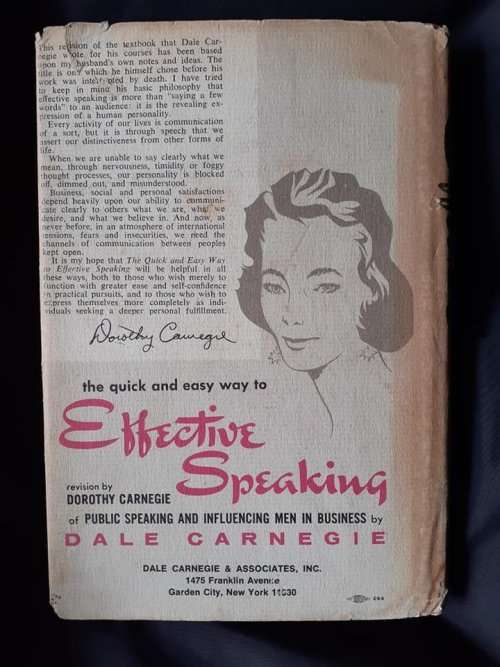 This revision of the textbook that Dale Car-
negie wrote for his courses has been based
upon my husband's own notes and ideas. The
title is one which he himself chose before his
work was interrupted by death. I have tried
to keep in mind his basic philosophy that
effective speaking is more than "saying a few
words" to an audience: it is the revealing ex-
pression of a human personality.
Every activity of our lives is communication
of a sort, but it is through speech that we
assert our distinctiveness from other forms of
life.
When we are unable to say clearly what we
mean, through nervousness, timidity or foggy
thought processes, our personality is blocked
off, dimmed out, and misunderstood.
Business, social and personal satisfactions
depend heavily upon our ability to communi-
cate clearly to others what we are, what we
desire, and what we believe in. And now, as
never before, in an atmosphere of international
tensions, fears and insecurities, we need the
channels of communication between peoples
kept open.
It is my hope that The Quick and Easy Way
to Effective Speaking will be helpful in all
these ways, both to those who wish merely to
function with greater ease and self-confidence
in practical pursuits, and to those who wish to
express themselves more completely as indi-
viduals seeking a deeper personal fulfillment.
Dorothy Carnegie
the quick and easy way to
Effective
Speaking
revision by
DOROTHY CARNEGIE
of PUBLIC SPEAKING AND INFLUENCING MEN IN BUSINESS by
DALE CARNEGIE
DALE CARNEGIE & ASSOCIATES, INC.
1475 Franklin Avenue
Garden City, New York 11530